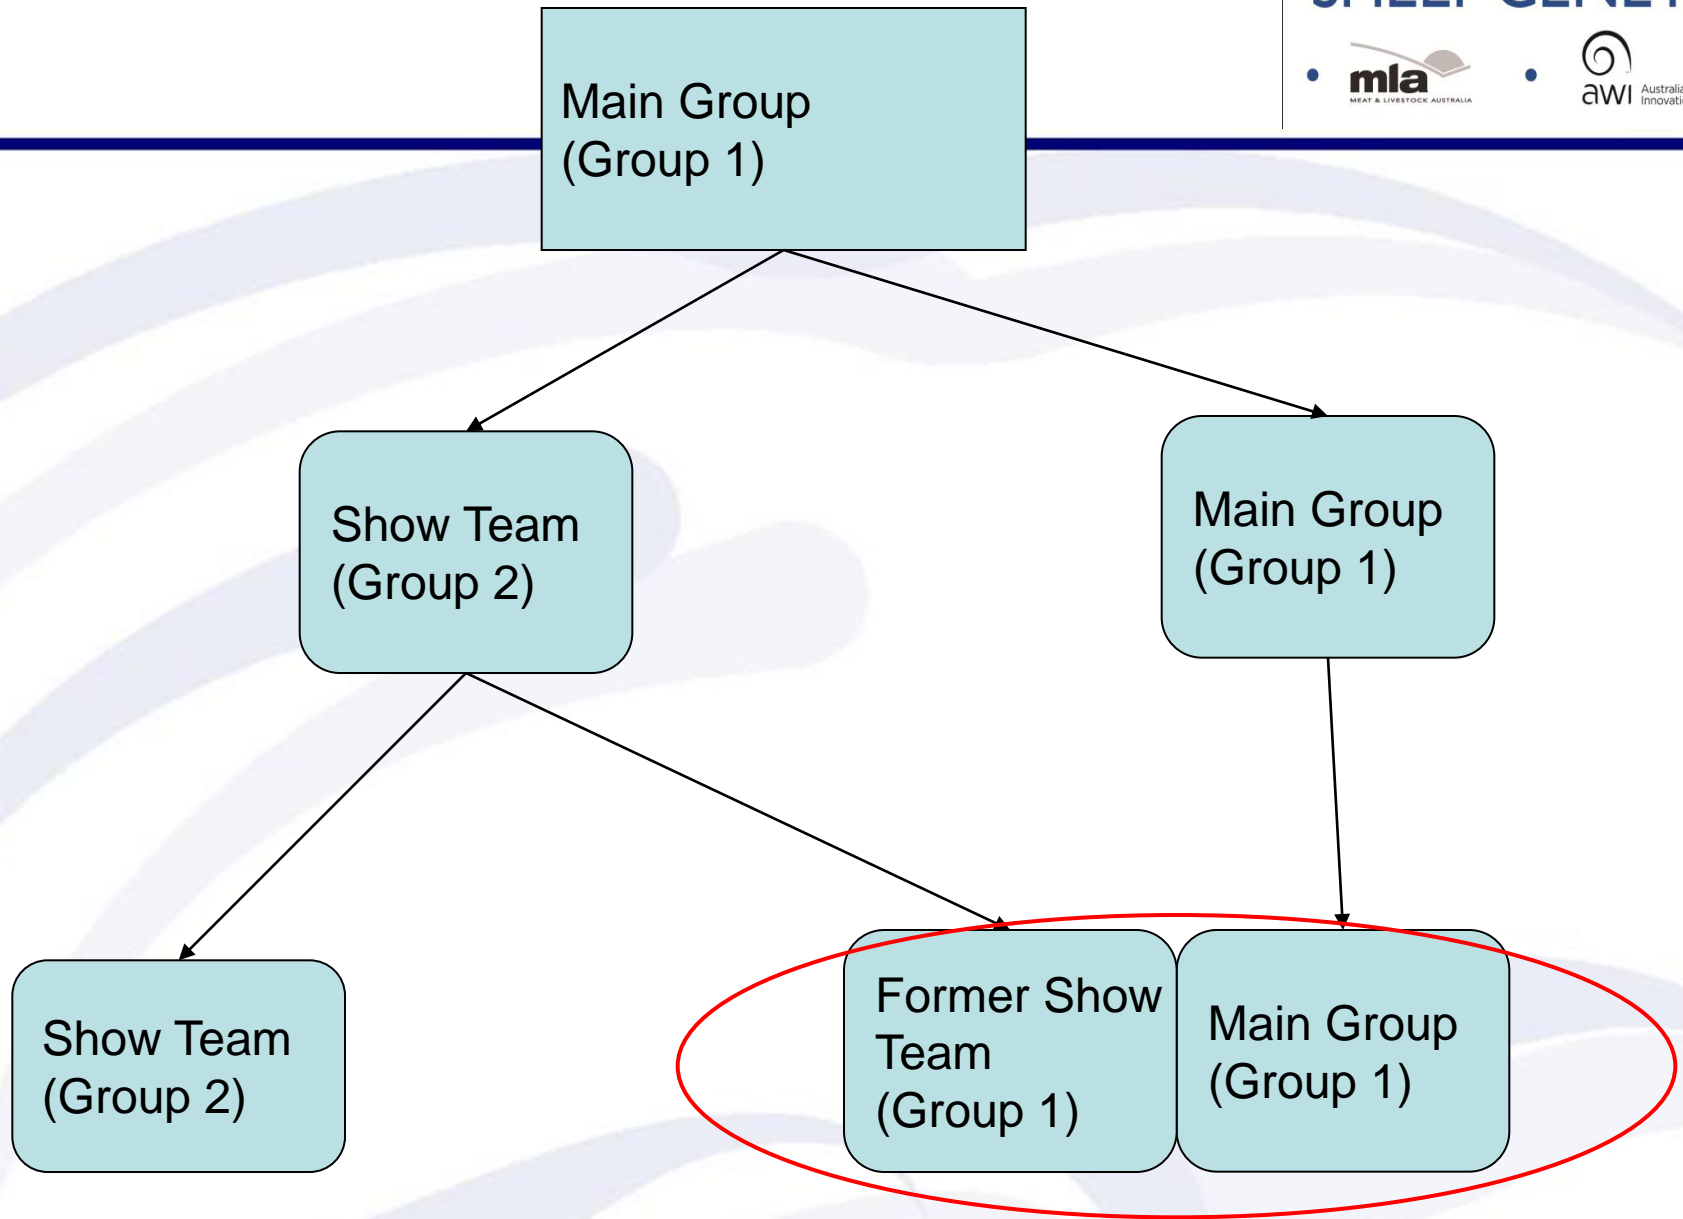 mla
MEAT & LIVESTOCK AUSTRALIA
awi
Main Group
(Group 1)
Show Team
(Group 2)
Main Group
(Group 1)
Show Team
(Group 2)
Former Show
Team
(Group 1)
Main Group
(Group 1)